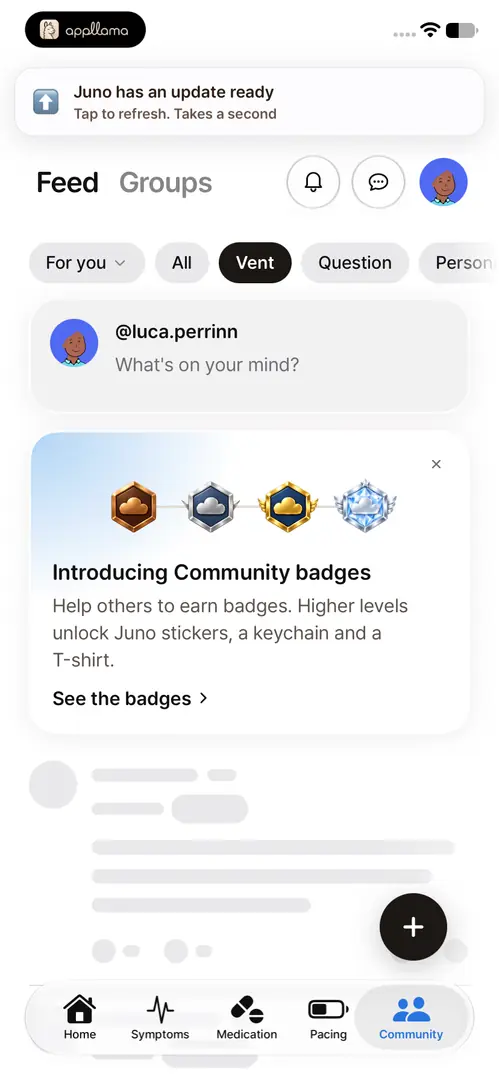 appllama
Juno has an update ready
Tap to refresh. Takes a second
Feed Groups
For you All Vent Question Person
@luca.perrinn
What's on your mind?
Introducing Community badges
Help others to earn badges. Higher levels
unlock Juno stickers, a keychain and a
T-shirt.
See the badges
Home Symptoms Medication Pacing Community